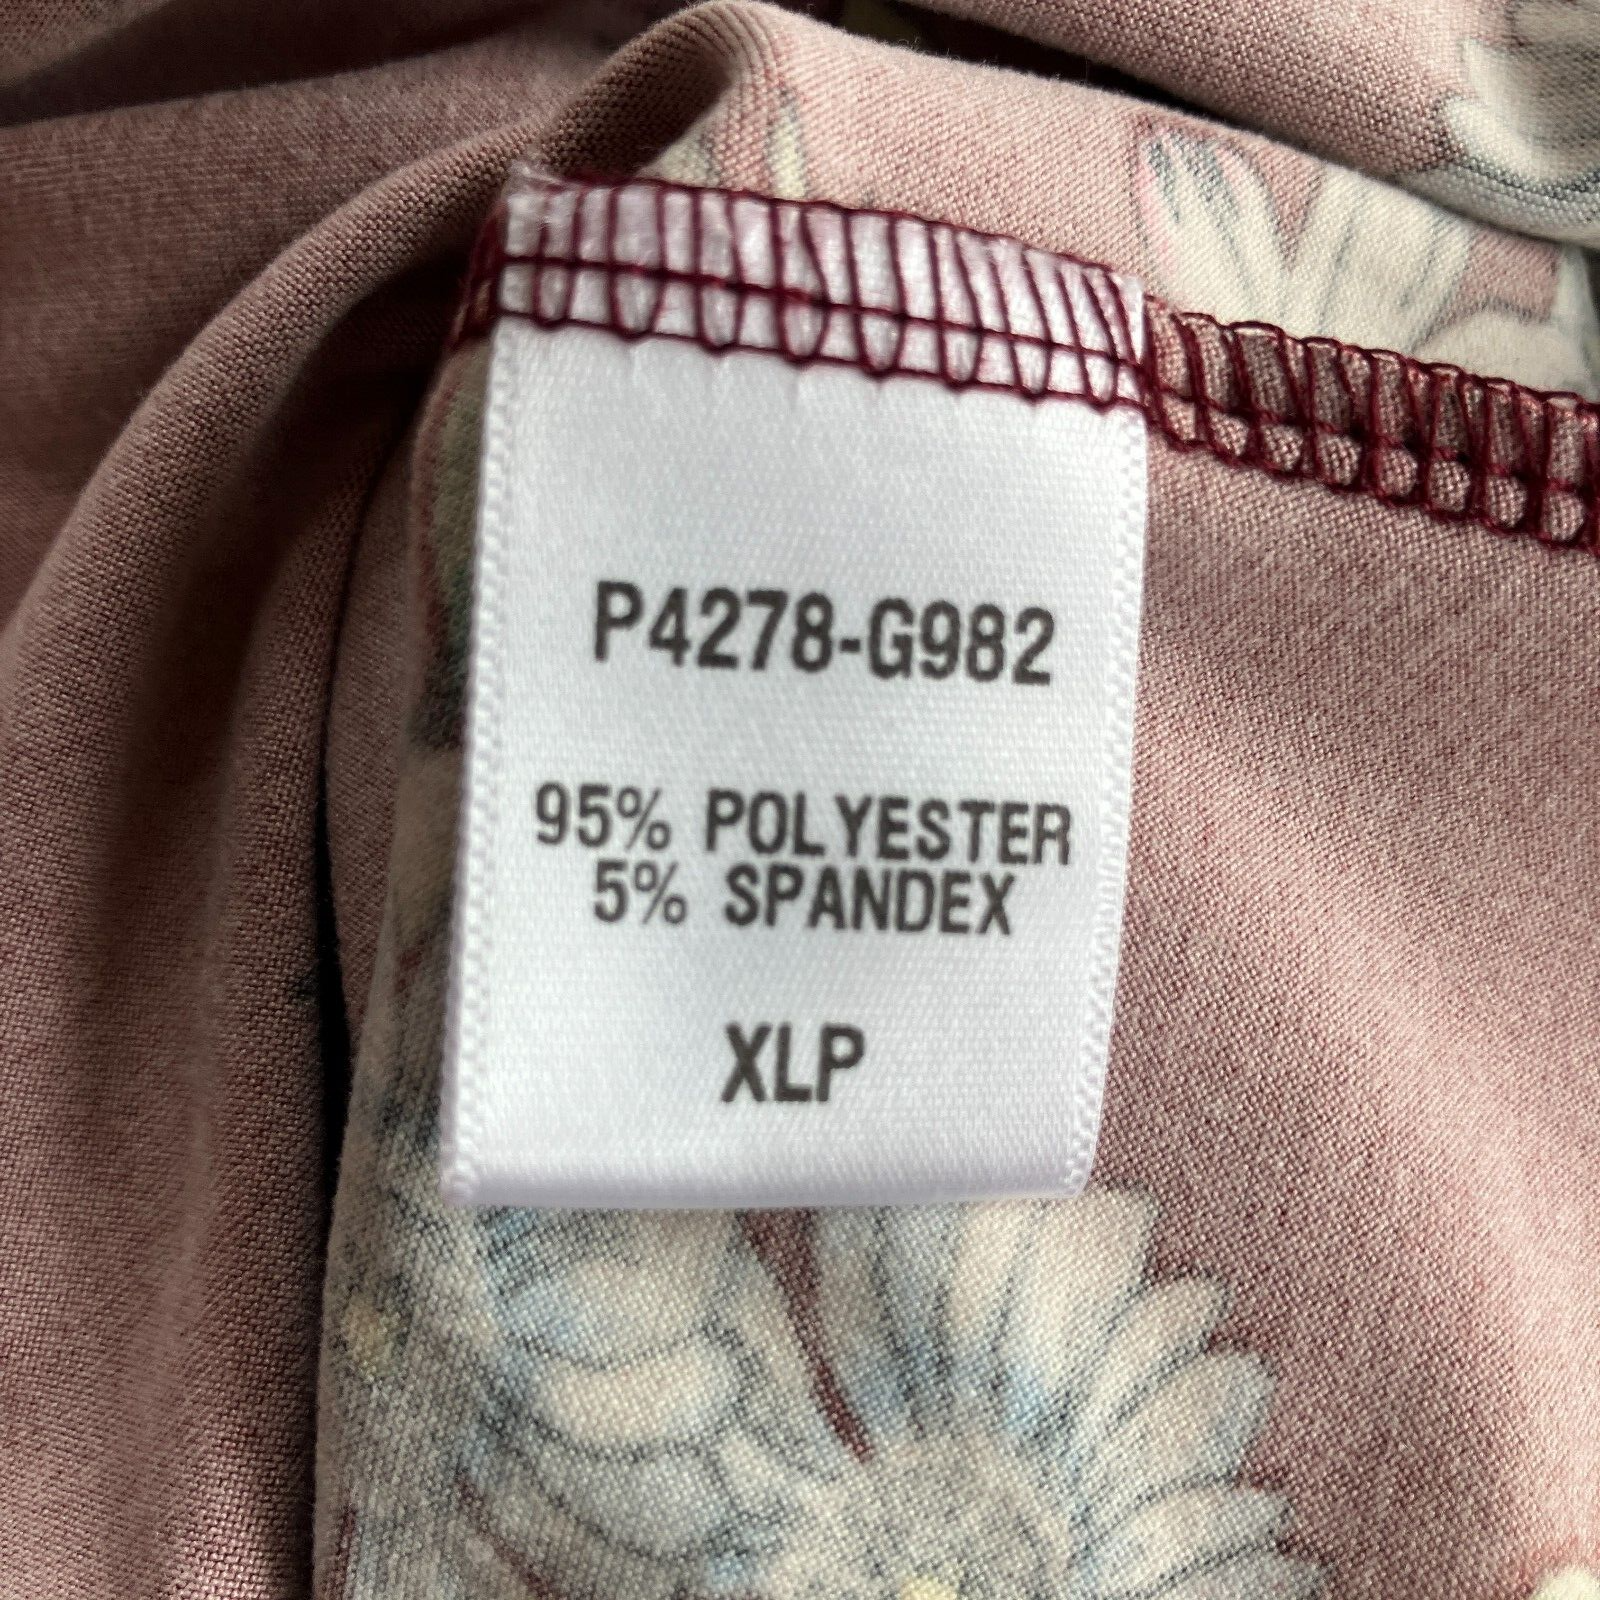 P4278-G982
95% POLYESTER
5% SPANDEX
XLP